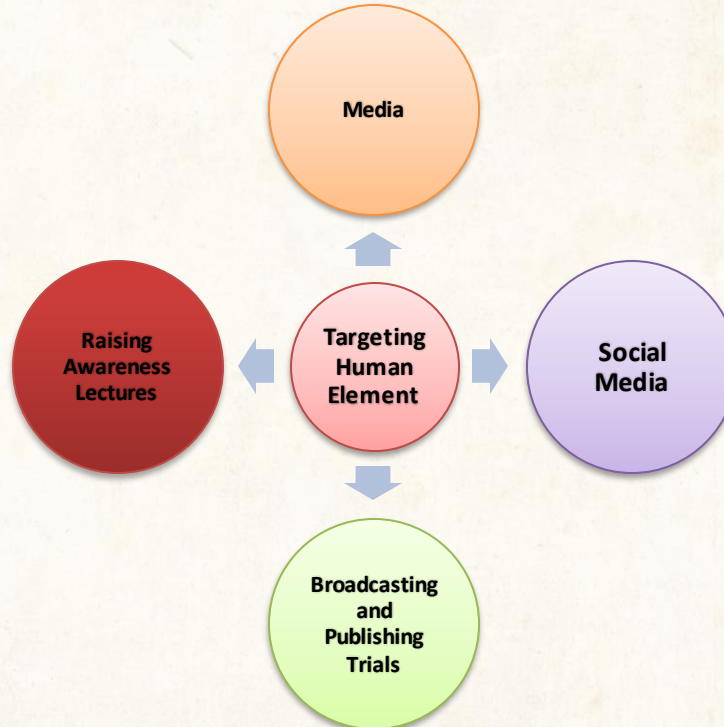 Media
Raising
Awareness
Lectures
Targeting
Human
Element
Social
Media
Broadcasting
and
Publishing
Trials